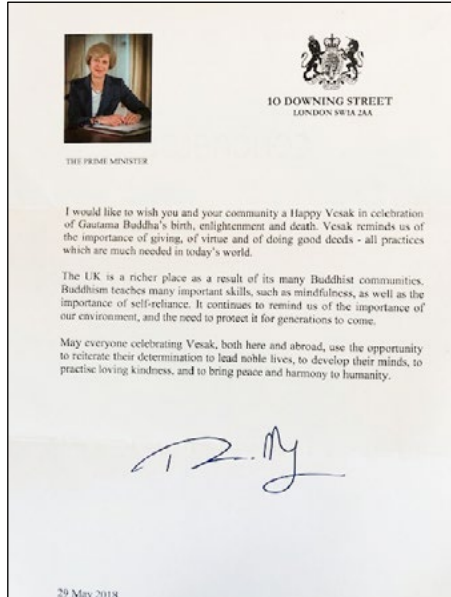 10 DOWNING STREET
LONDON SW1A 2AA
THE PRIME MINISTER
I would like to wish you and your community a Happy Vesak in celebration
of Gautama Buddha's birth, enlightenment and death. Vesak reminds us of
the importance of giving, of virtue and of doing good deeds - all practices
which are much needed in today's world.
The UK is a richer place as a result of its many Buddhist communities.
Buddhism teaches many important skills, such as mindfulness, as well as the
importance of self-reliance. It continues to remind us of the importance of
our environment, and the need to protect it for generations to come.
May everyone celebrating Vesak, both here and abroad, use the opportunity
to reiterate their determination to lead noble lives, to develop their minds, to
practise loving kindness, and to bring peace and harmony to humanity.
29 May 2018